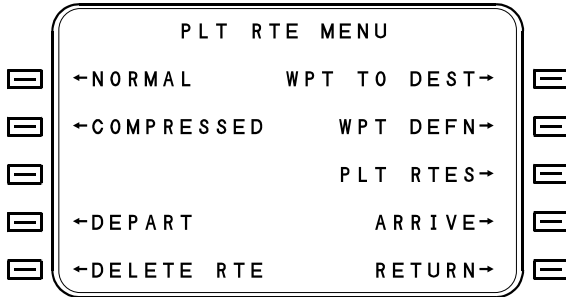 PLT RTE MENU
←NORMAL WPT TO DEST→
←COMPRESSED WPT DEFN→
PLT RTES→
←DEPART ARRIVE→
←DELETE RTE RETURN→